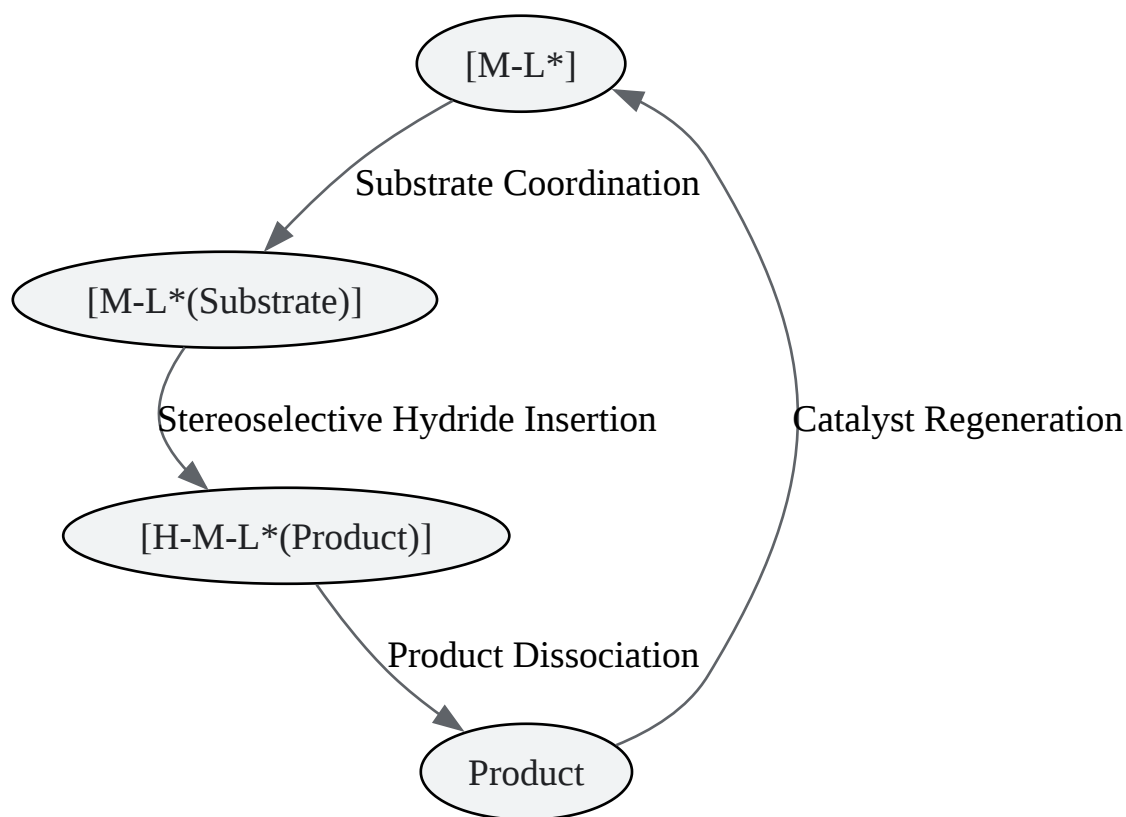 [M-L*]
Substrate Coordination
[M-L*(Substrate)]
Stereoselective Hydride Insertion
Catalyst Regeneration
[H-M-L*(Product)]
Product Dissociation
Product